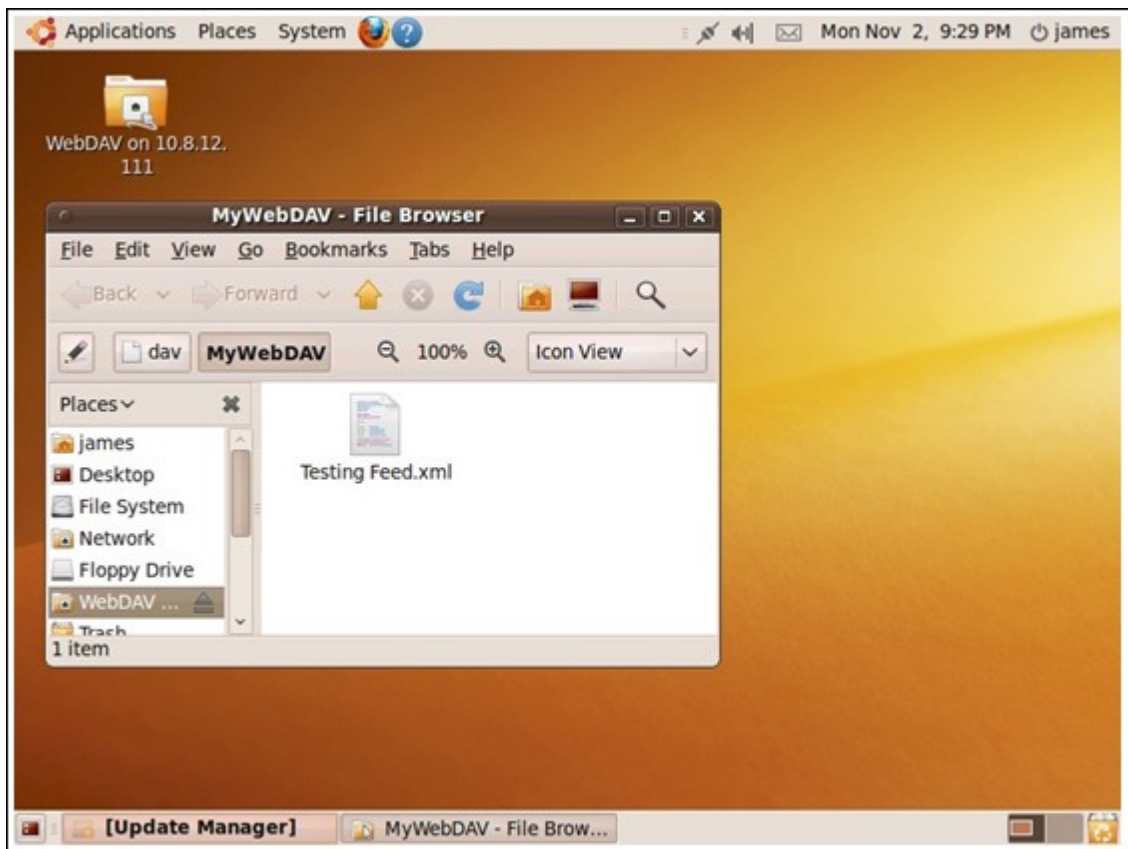 Applications Places System ? Mon Nov 2, 9:29 PM james
WebDAV on 10.8.12.
111
MyWebDAV - File Browser
File Edit View Go Bookmarks Tabs Help
Back Forward
dav MyWebDAV 100% Icon View
Places
james
Desktop
File System
Network
Floppy Drive
WebDAV ...
Trash
Testing Feed.xml
1 item
[Update Manager] MyWebDAV - File Brow...